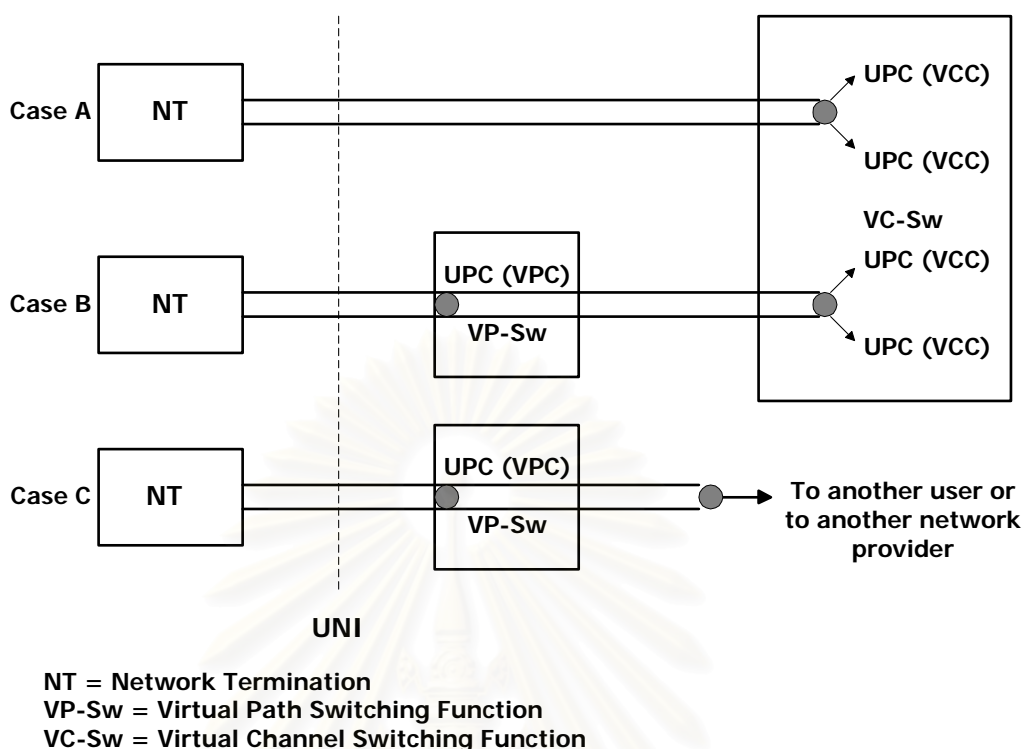 UPC (VCC)
Case A
NT
UPC (VCC)
VC-Sw
UPC (VCC)
UPC (VPC)
Case B
NT
VP-Sw
UPC (VCC)
UPC (VPC)
Case C
NT
VP-Sw
To another user or
to another network
provider
UNI
NT = Network Termination
VP-Sw = Virtual Path Switching Function
VC-Sw = Virtual Channel Switching Function